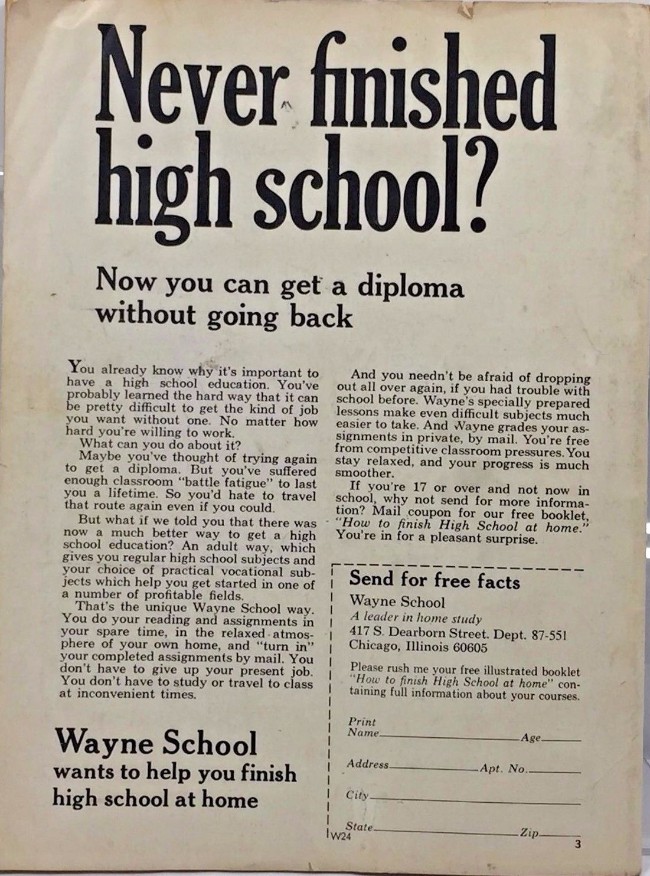 Never finished
high school?
Now you can get a diploma
without going back
You already know why it's important to
have a high school education. You've
probably learned the hard way that it can
be pretty difficult to get the kind of job
you want without one. No matter how
hard you're willing to work.
What can you do about it?
Maybe you've thought of trying again
to get a diploma. But you've suffered
enough classroom "battle fatigue" to last
you a lifetime. So you'd hate to travel
that route again even if you could.
But what if we told you that there was
now a much better way to get a high
school education? An adult way, which
gives you regular high school subjects and
your choice of practical vocational sub-
jects which help you get started in one of
a number of profitable fields.
That's the unique Wayne School way.
You do your reading and assignments in
your spare time, in the relaxed atmos-
phere of your own home, and "turn in"
your completed assignments by mail. You
don't have to give up your present job.
You don't have to study or travel to class
at inconvenient times.
Wayne School
wants to help you finish
high school at home
And you needn't be afraid of dropping
out all over again, if you had trouble with
school before. Wayne's specially prepared
lessons make even difficult subjects much
easier to take. And Wayne grades your as-
signments in private, by mail. You're free
from competitive classroom pressures. You
stay relaxed, and your progress is much
smoother.
If you're 17 or over and not now in
school, why not send for more informa-
tion? Mail coupon for our free booklet,
"How to finish High School at home."
You're in for a pleasant surprise.
Send for free facts
Wayne School
A leader in home study
417 S. Dearborn Street. Dept. 87-551
Chicago, Illinois 60605
Please rush me your free illustrated booklet
"How to finish High School at home" con-
taining full information about your courses.
Print
Name Age
Address Apt. No.
City
State Zip
W24
3